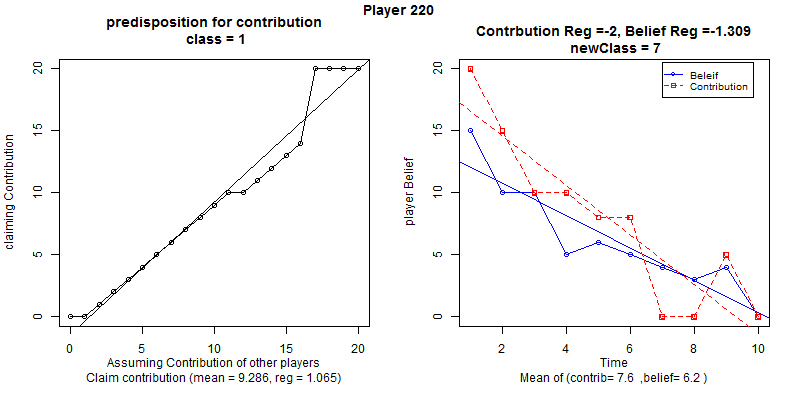 Player 220
predisposition for contribution
class = 1
claiming Contribution
20
15
10
5
0
0 5 10 15 20
Assuming Contribution of other players
Claim contribution (mean = 9.286, reg = 1.065)
Contrbution Reg =-2, Belief Reg =-1.309
newClass = 7
Beleif
Contribution
player Belief
20
15
10
5
0
2 4 6 8 10
Time
Mean of (contrib= 7.6 ,belief= 6.2 )